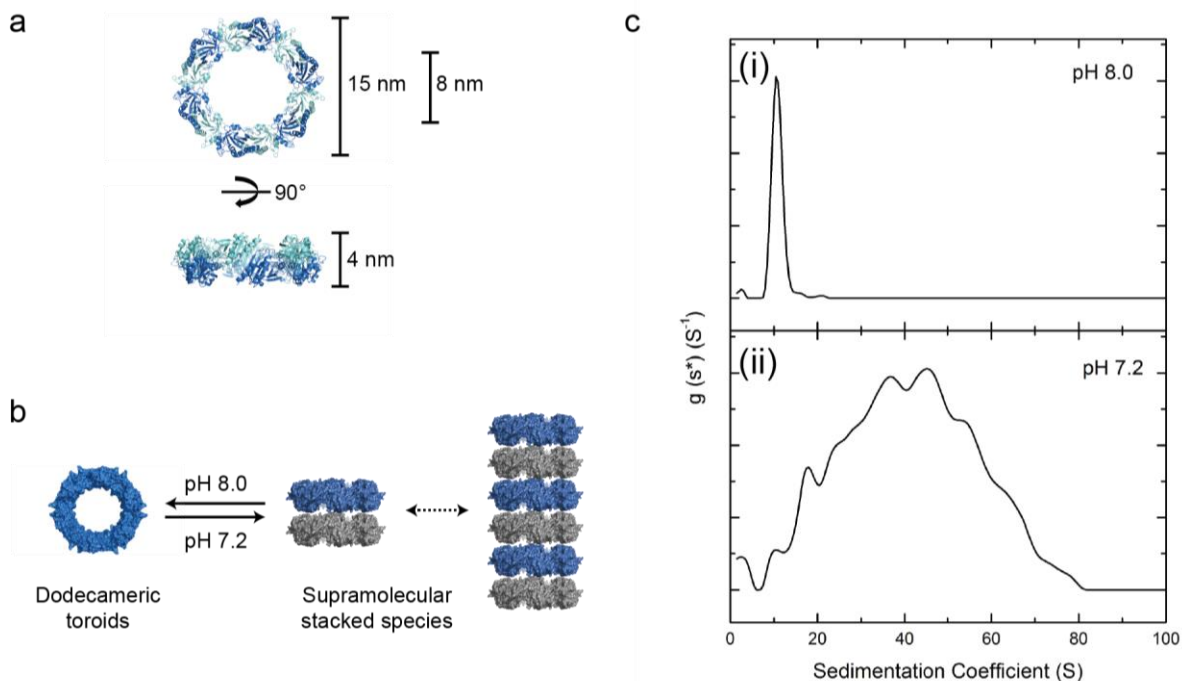 a
15 nm
8 nm
90°
4 nm
b
pH 8.0
pH 7.2
Dodecameric
toroids
Supramolecular
stacked species
c
(i)
pH 8.0
(ii)
pH 7.2
g (s*) (S⁻¹)
0 20 40 60 80 100
Sedimentation Coefficient (S)